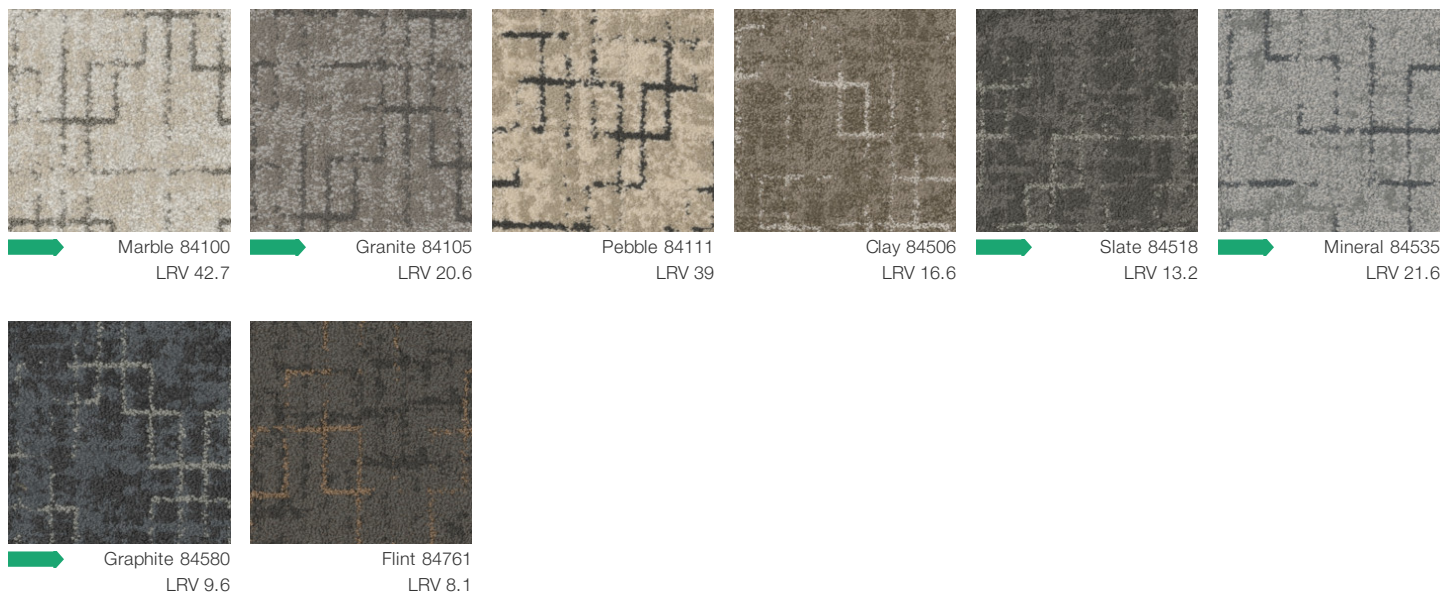 Marble 84100
LRV 42.7
Granite 84105
LRV 20.6
Pebble 84111
LRV 39
Clay 84506
LRV 16.6
Slate 84518
LRV 13.2
Mineral 84535
LRV 21.6
Graphite 84580
LRV 9.6
Flint 84761
LRV 8.1